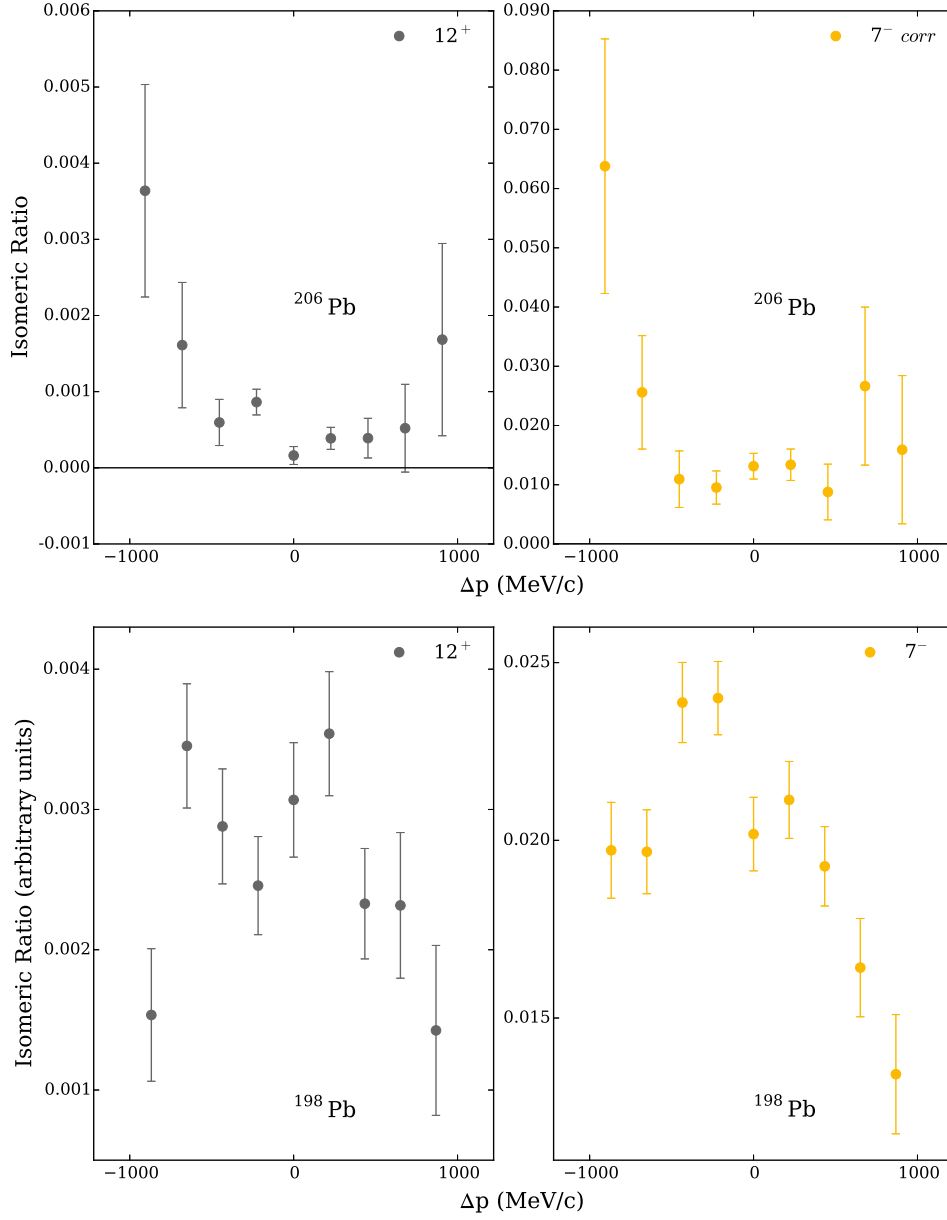 0.006
0.005
0.004
0.003
0.002
0.001
0.000
-0.001
Isomeric Ratio
12⁺
²⁰⁶Pb
−1000 0 1000
Δp (MeV/c)
0.090
0.080
0.070
0.060
0.050
0.040
0.030
0.020
0.010
0.000
7⁻ corr
²⁰⁶Pb
−1000 0 1000
Δp (MeV/c)
0.004
0.003
0.002
0.001
Isomeric Ratio (arbitrary units)
12⁺
¹⁹⁸Pb
−1000 0 1000
Δp (MeV/c)
0.025
0.020
0.015
7⁻
¹⁹⁸Pb
−1000 0 1000
Δp (MeV/c)